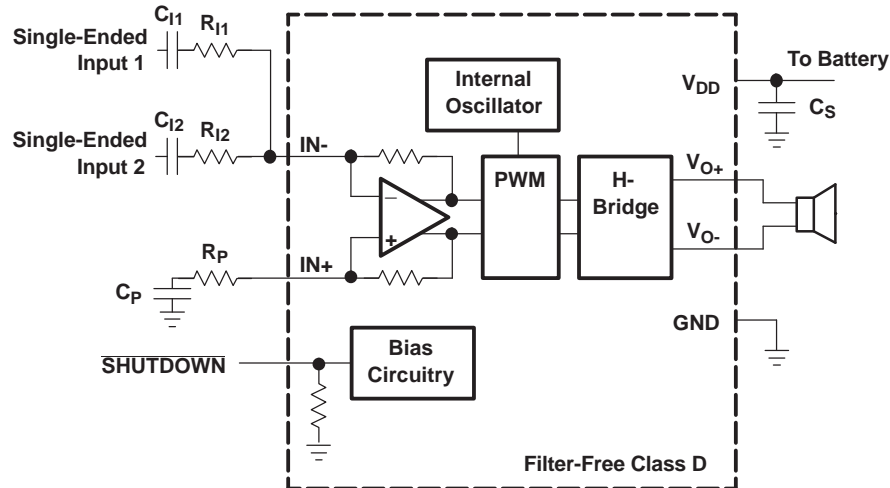 C_I1
R_I1
Single-Ended
Input 1
C_I2
R_I2
Single-Ended
Input 2
IN-
R_P
IN+
C_P
SHUTDOWN
Internal
Oscillator
PWM
H-
Bridge
−
+
Bias
Circuitry
V_DD
To Battery
C_S
V_O+
V_O-
GND
Filter-Free Class D